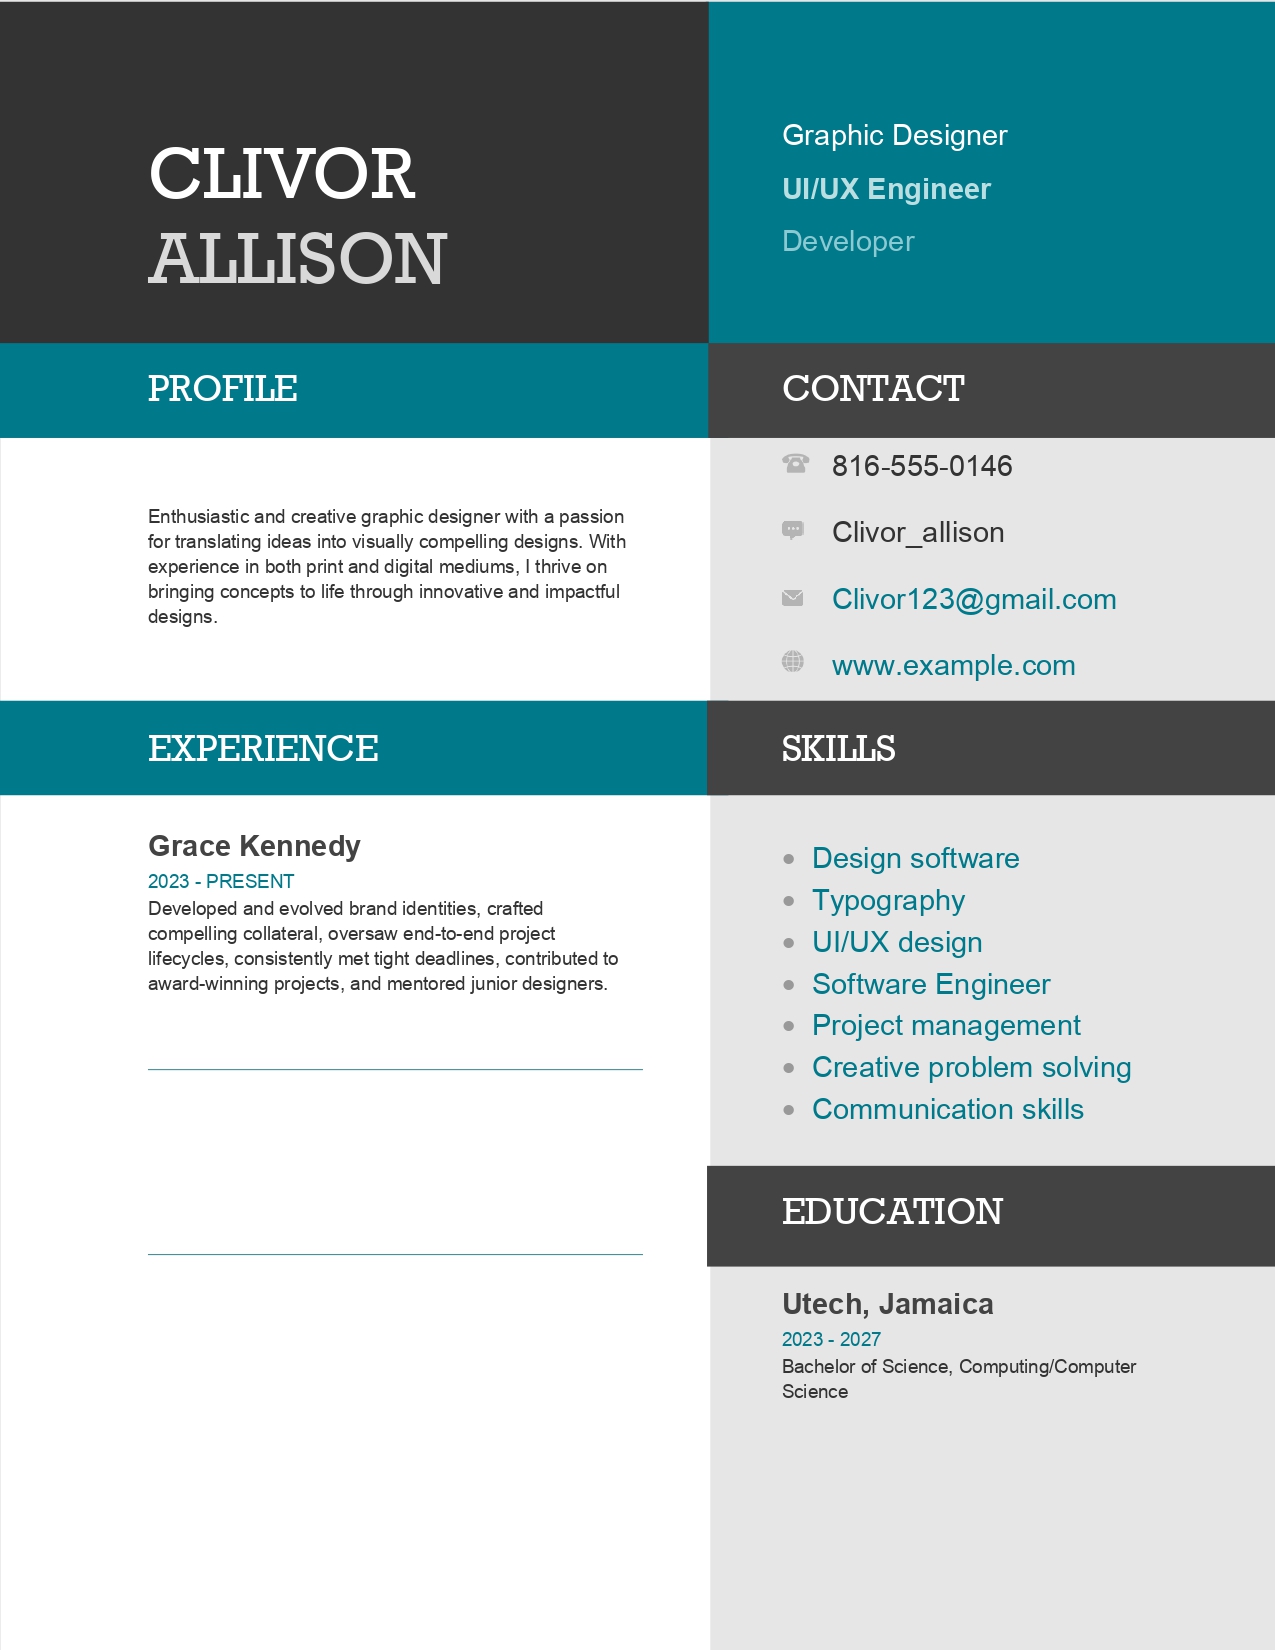 CLIVOR
ALLISON
Graphic Designer
UI/UX Engineer
Developer
PROFILE
Enthusiastic and creative graphic designer with a passion
for translating ideas into visually compelling designs. With
experience in both print and digital mediums, I thrive on
bringing concepts to life through innovative and impactful
designs.
CONTACT
816-555-0146
Clivor_allison
Clivor123@gmail.com
www.example.com
EXPERIENCE
Grace Kennedy
2023 - PRESENT
Developed and evolved brand identities, crafted
compelling collateral, oversaw end-to-end project
lifecycles, consistently met tight deadlines, contributed to
award-winning projects, and mentored junior designers.
SKILLS
• Design software
• Typography
• UI/UX design
• Software Engineer
• Project management
• Creative problem solving
• Communication skills
EDUCATION
Utech, Jamaica
2023 - 2027
Bachelor of Science, Computing/Computer
Science